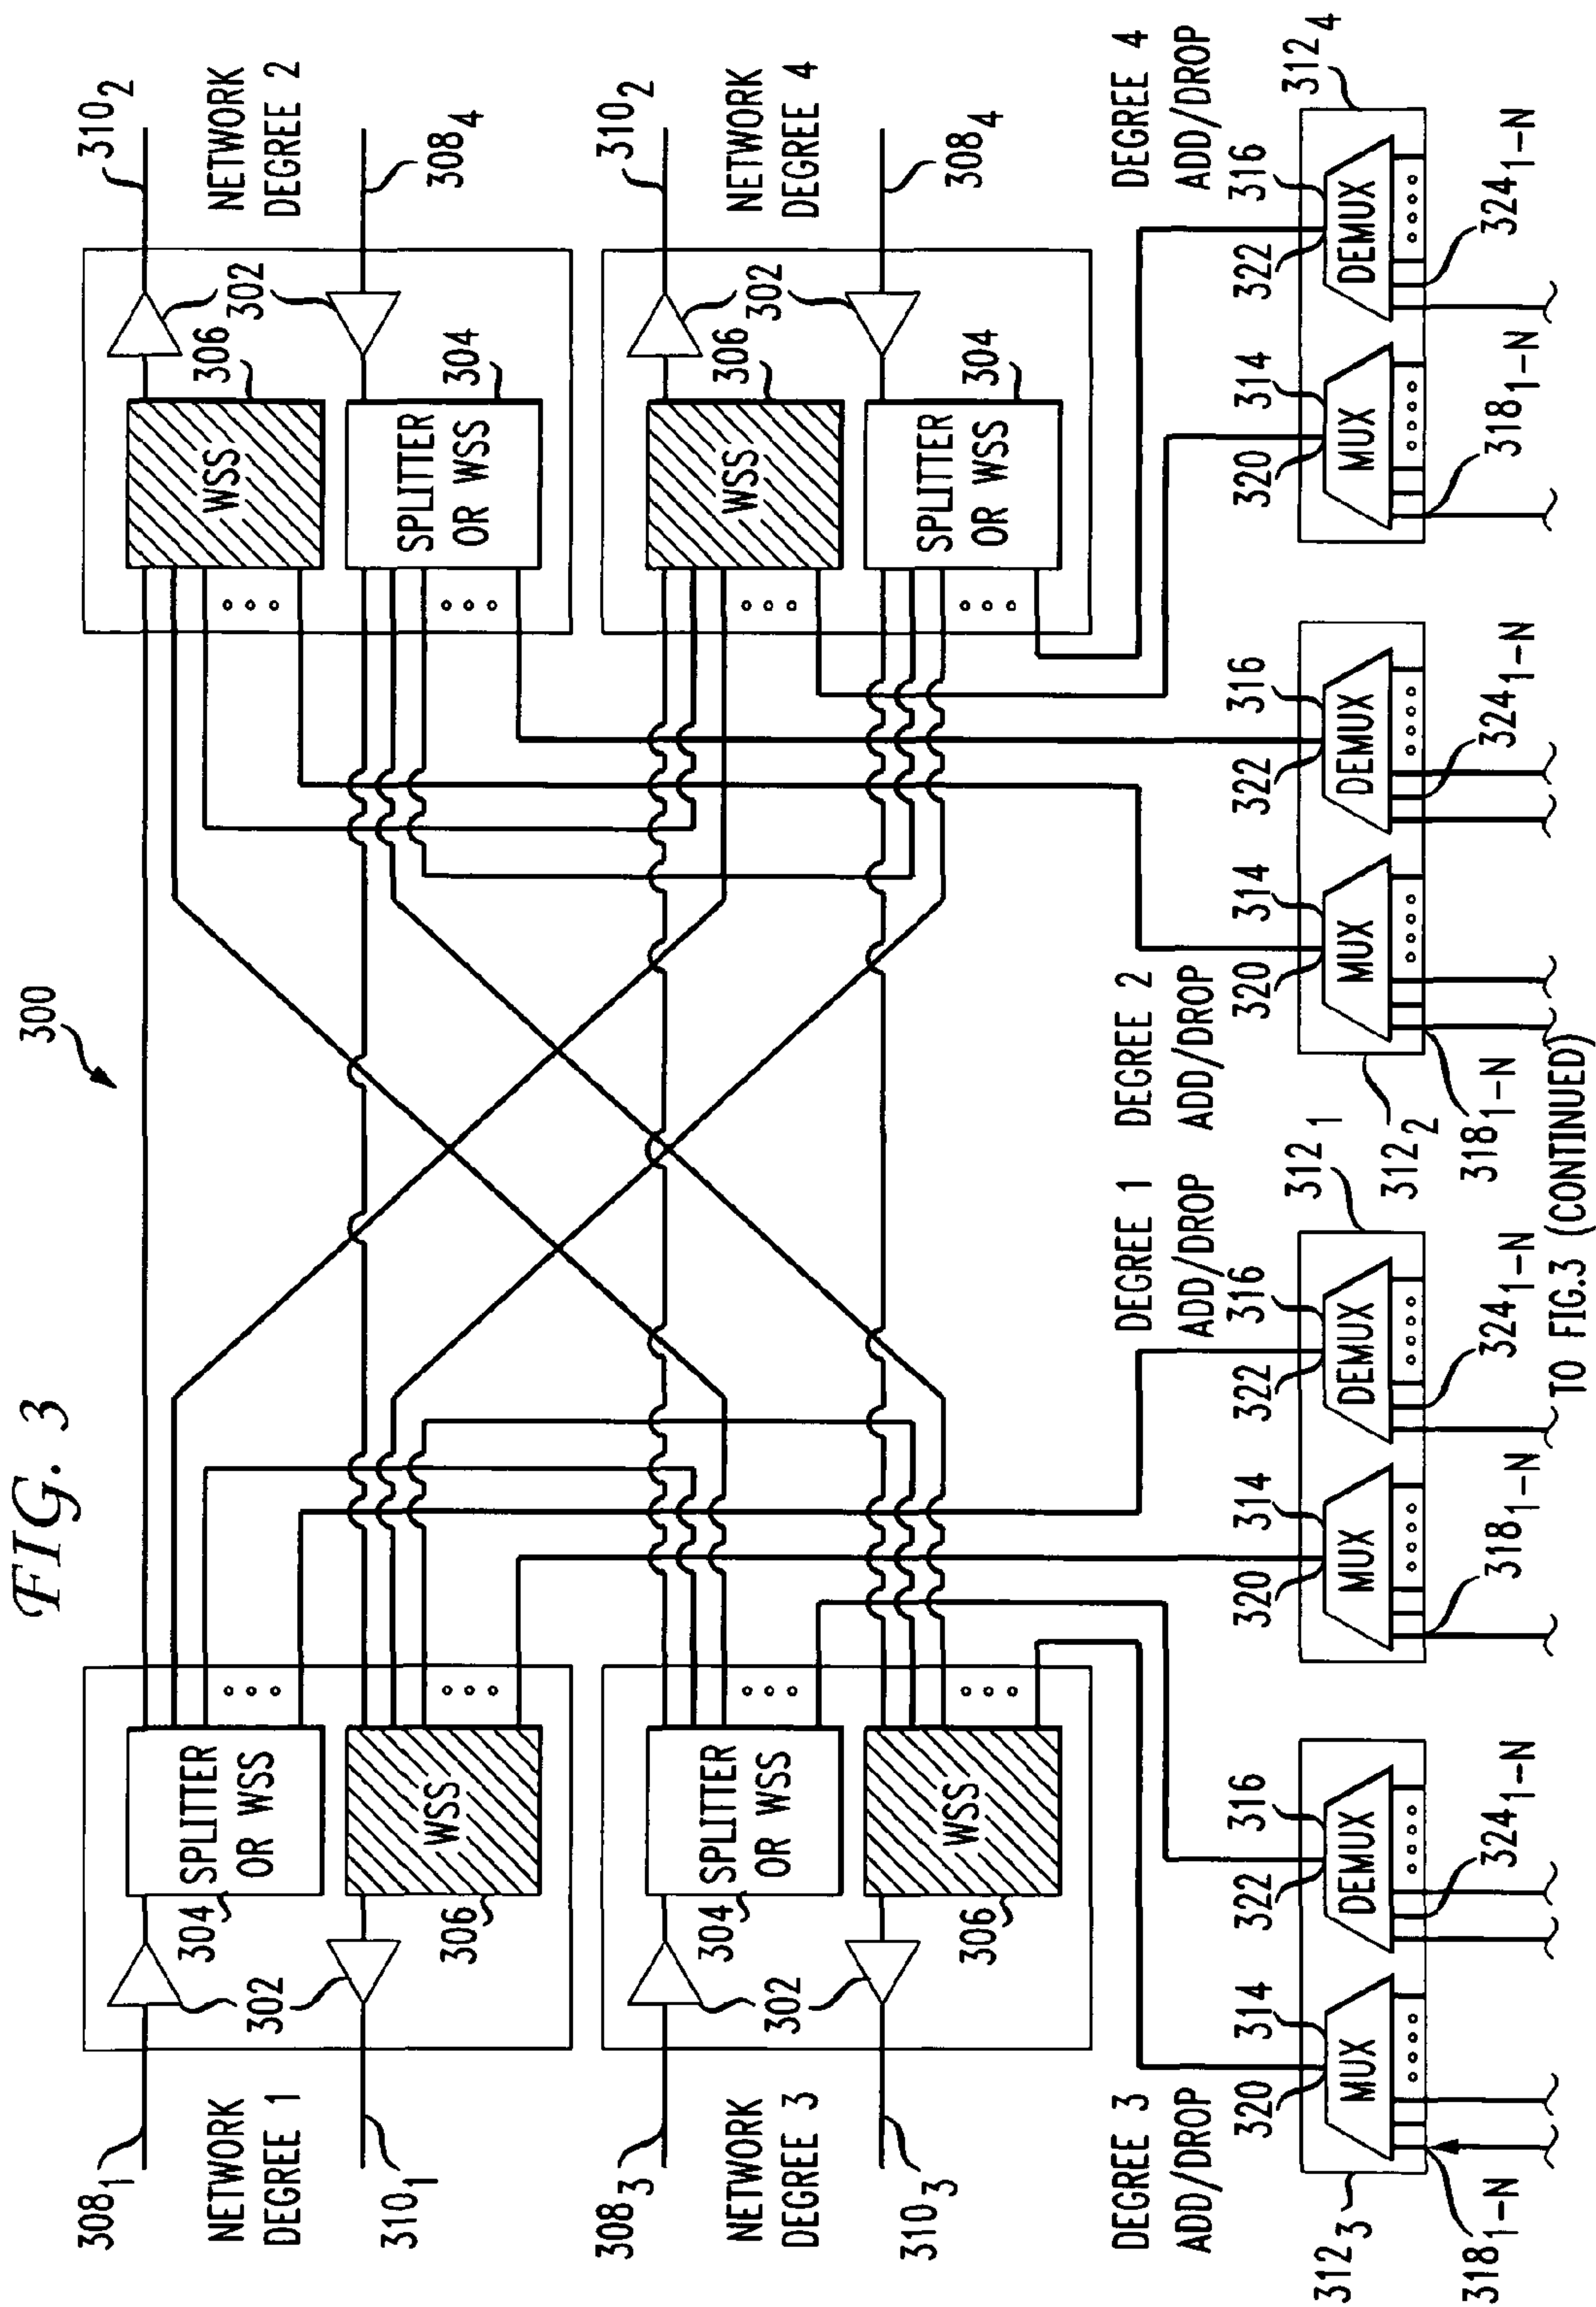 FIG. 3
300
308₁
NETWORK
DEGREE 1
310₁
302
304
SPLITTER
OR WSS
306
WSS
310₂
NETWORK
DEGREE 2
308₄
302
306
WSS
304
SPLITTER
OR WSS
308₃
NETWORK
DEGREE 3
310₃
302
304
SPLITTER
OR WSS
306
WSS
310₂
NETWORK
DEGREE 4
308₄
302
306
WSS
304
SPLITTER
OR WSS
DEGREE 3
ADD/DROP
DEGREE 1
ADD/DROP
DEGREE 2
ADD/DROP
DEGREE 4
ADD/DROP
312₃
320
314
MUX
318₁₋N
322
316
DEMUX
324₁₋N
312₁
320
314
MUX
318₁₋N
322
316
DEMUX
324₁₋N
312₂
320
314
MUX
318₁₋N
322
316
DEMUX
324₁₋N
312₄
320
314
MUX
318₁₋N
322
316
DEMUX
324₁₋N
TO FIG.3 (CONTINUED)